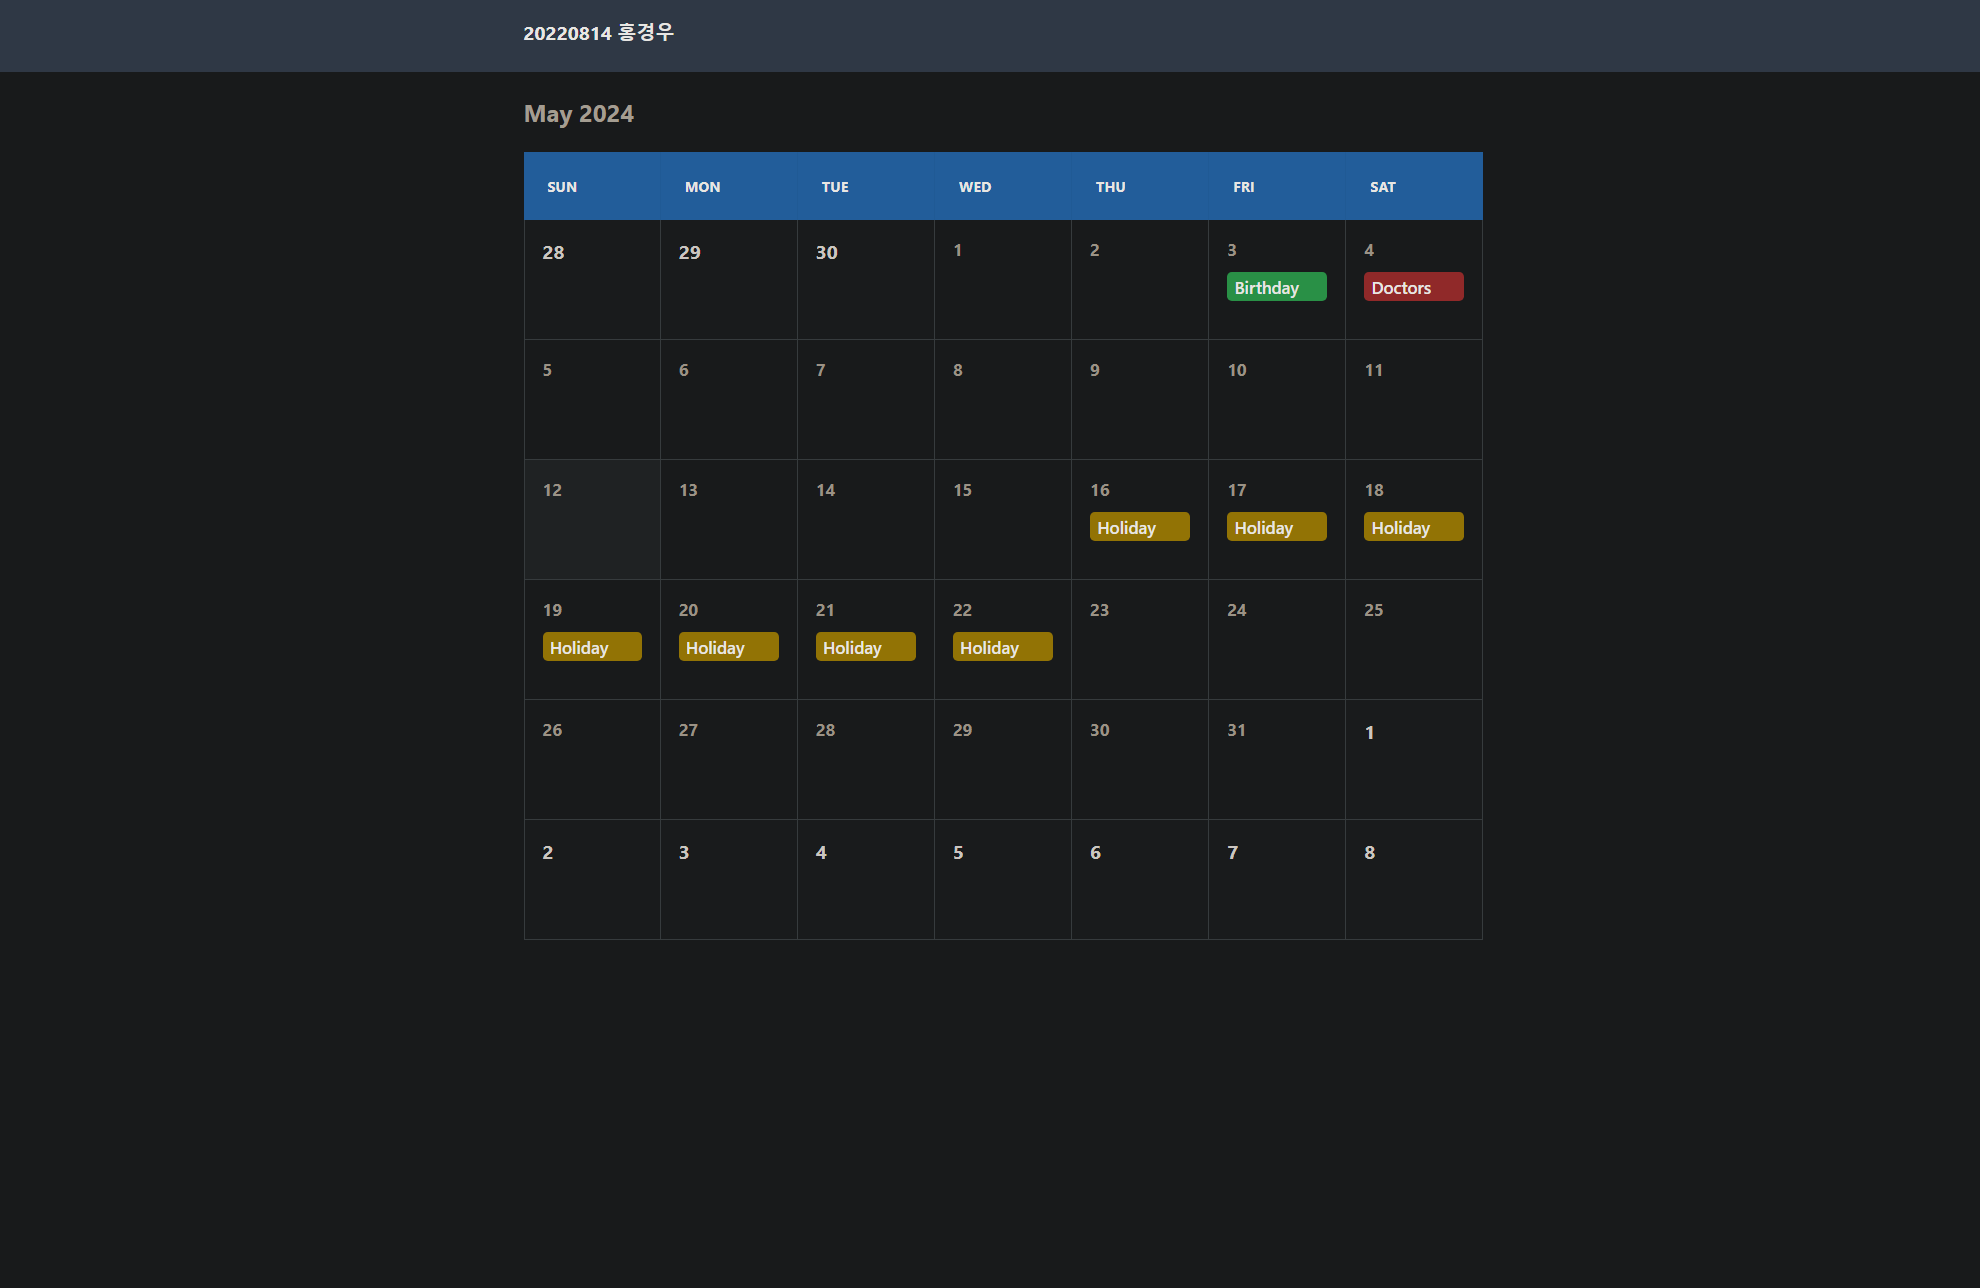 20220814 홍경우
May 2024
SUN MON TUE WED THU FRI SAT
28 29 30 1 2 3 4
Birthday Doctors
5 6 7 8 9 10 11
12 13 14 15 16 17 18
Holiday Holiday Holiday
19 20 21 22 23 24 25
Holiday Holiday Holiday Holiday
26 27 28 29 30 31 1
2 3 4 5 6 7 8